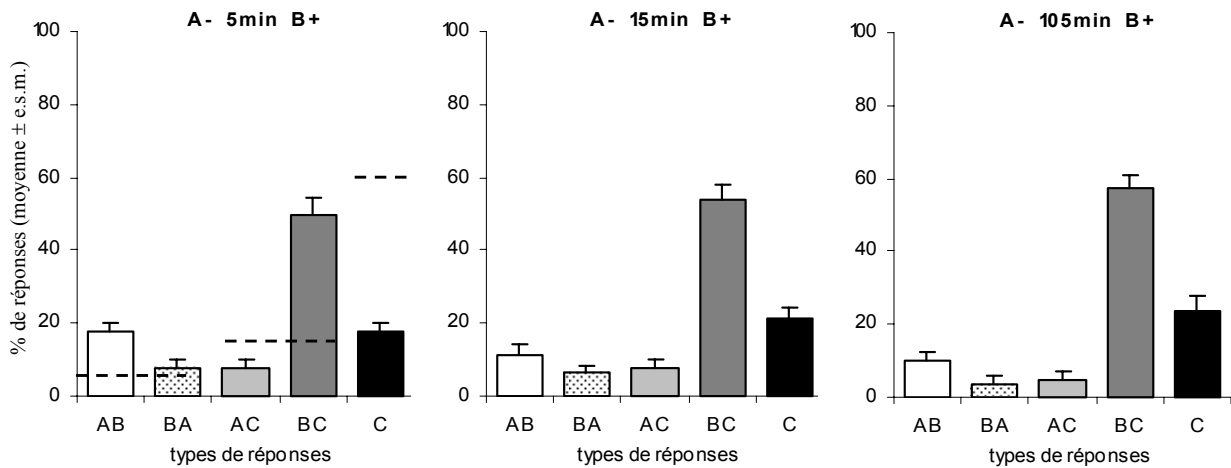 A- 5min B+
% de réponses (moyenne ± e.s.m.)
100
80
60
40
20
0
AB BA AC BC C
types de réponses
A- 15min B+
100
80
60
40
20
0
AB BA AC BC C
types de réponses
A- 105min B+
100
80
60
40
20
0
AB BA AC BC C
types de réponses